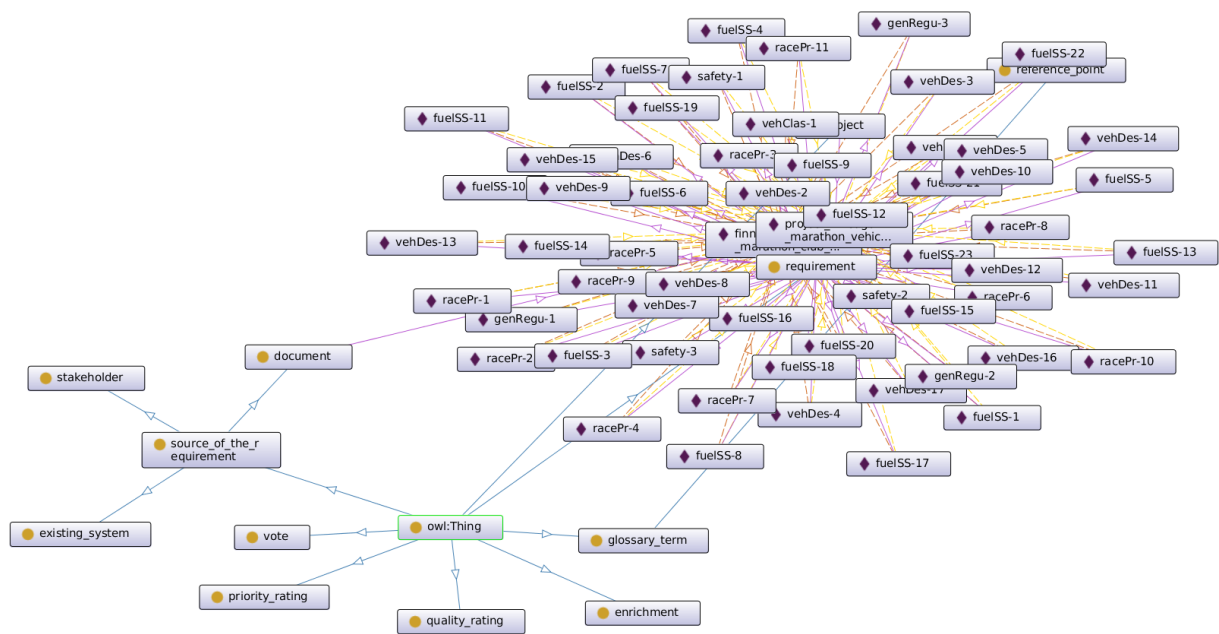 fuelSS-4
genRegu-3
racePr-11
fuelSS-22
fuelSS-7
reference_point
safety-1
fuelSS-2
vehDes-3
fuelSS-19
fuelSS-11
vehClas-1
vehDes-14
vehDes-5
racePr-3
vehDes-15
fuelSS-9
vehDes-10
fuelSS-5
fuelSS-10
vehDes-9
fuelSS-6
vehDes-2
fuelSS-12
racePr-8
vehDes-13
fuelSS-14
_marathon_vehic...
_marathon_club_...
racePr-5
fuelSS-23
fuelSS-13
requirement
vehDes-12
racePr-9
vehDes-8
vehDes-11
racePr-1
vehDes-7
safety-2
racePr-6
genRegu-1
fuelSS-16
fuelSS-15
document
racePr-2
fuelSS-3
safety-3
fuelSS-20
vehDes-16
racePr-10
stakeholder
fuelSS-18
genRegu-2
vehDes-17
racePr-7
vehDes-4
fuelSS-1
racePr-4
source_of_the_r
equirement
fuelSS-8
fuelSS-17
existing_system
vote
owl:Thing
glossary_term
priority_rating
quality_rating
enrichment